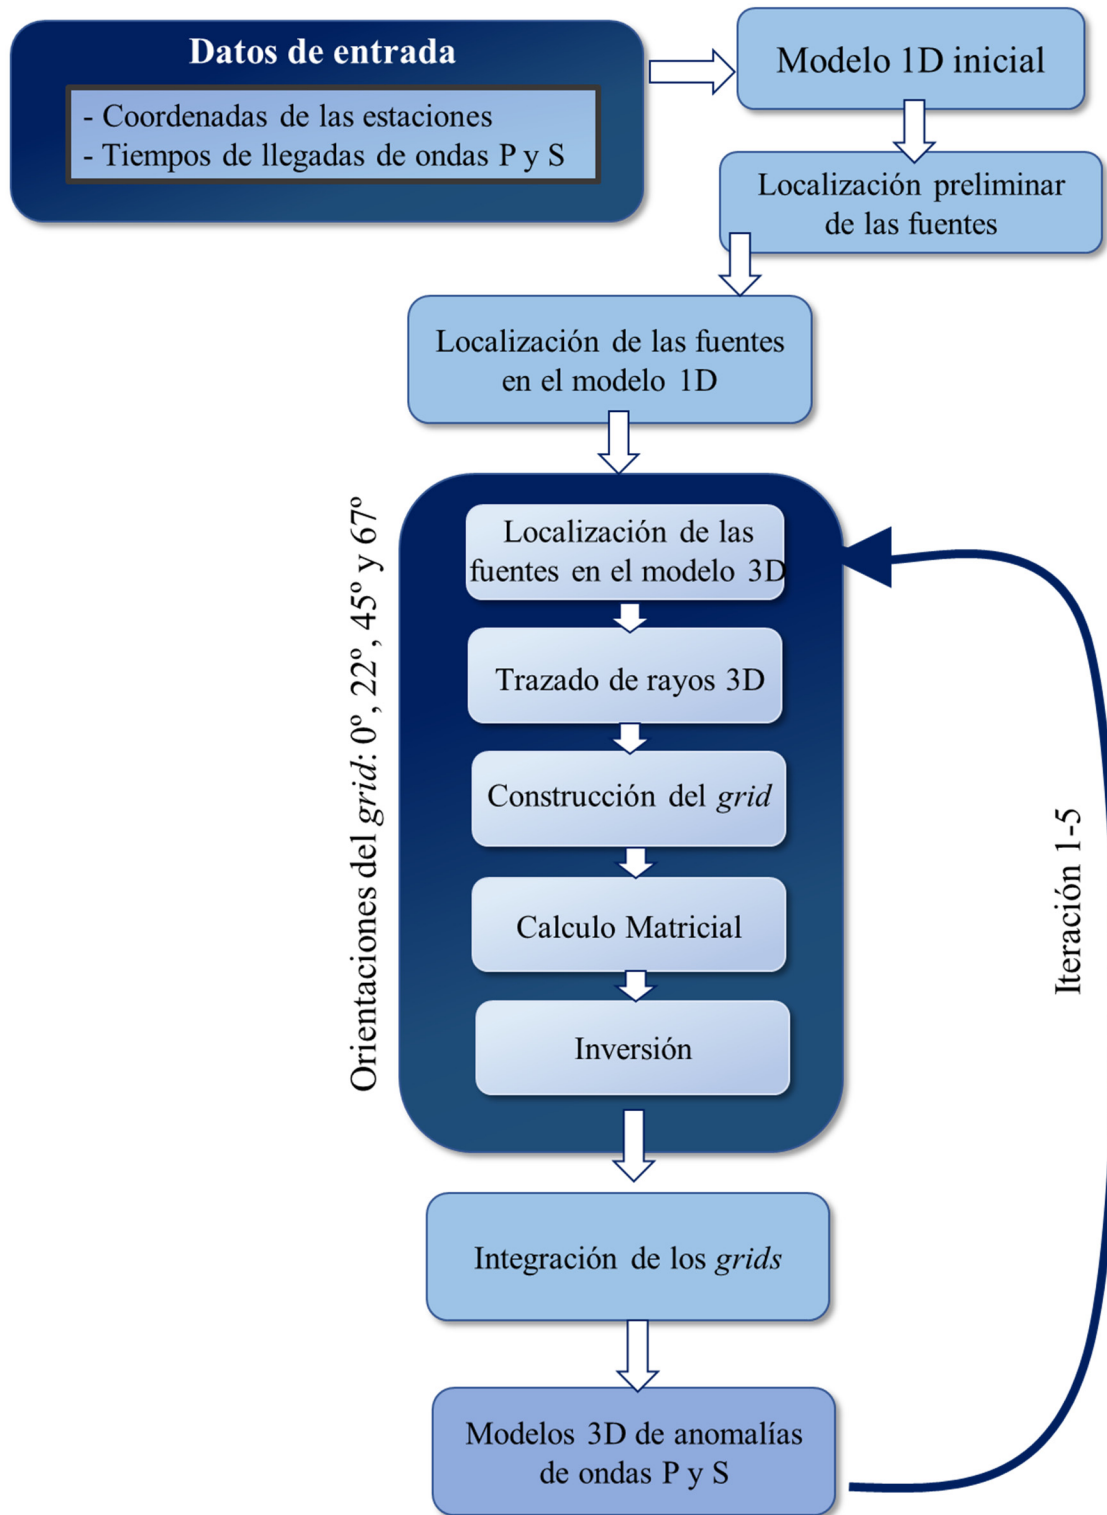 Datos de entrada
- Coordenadas de las estaciones
- Tiempos de llegadas de ondas P y S
Modelo 1D inicial
Localización preliminar
de las fuentes
Localización de las fuentes
en el modelo 1D
Orientaciones del grid: 0º, 22º, 45º y 67º
Localización de las
fuentes en el modelo 3D
Trazado de rayos 3D
Construcción del grid
Calculo Matricial
Inversión
Iteración 1-5
Integración de los grids
Modelos 3D de anomalías
de ondas P y S